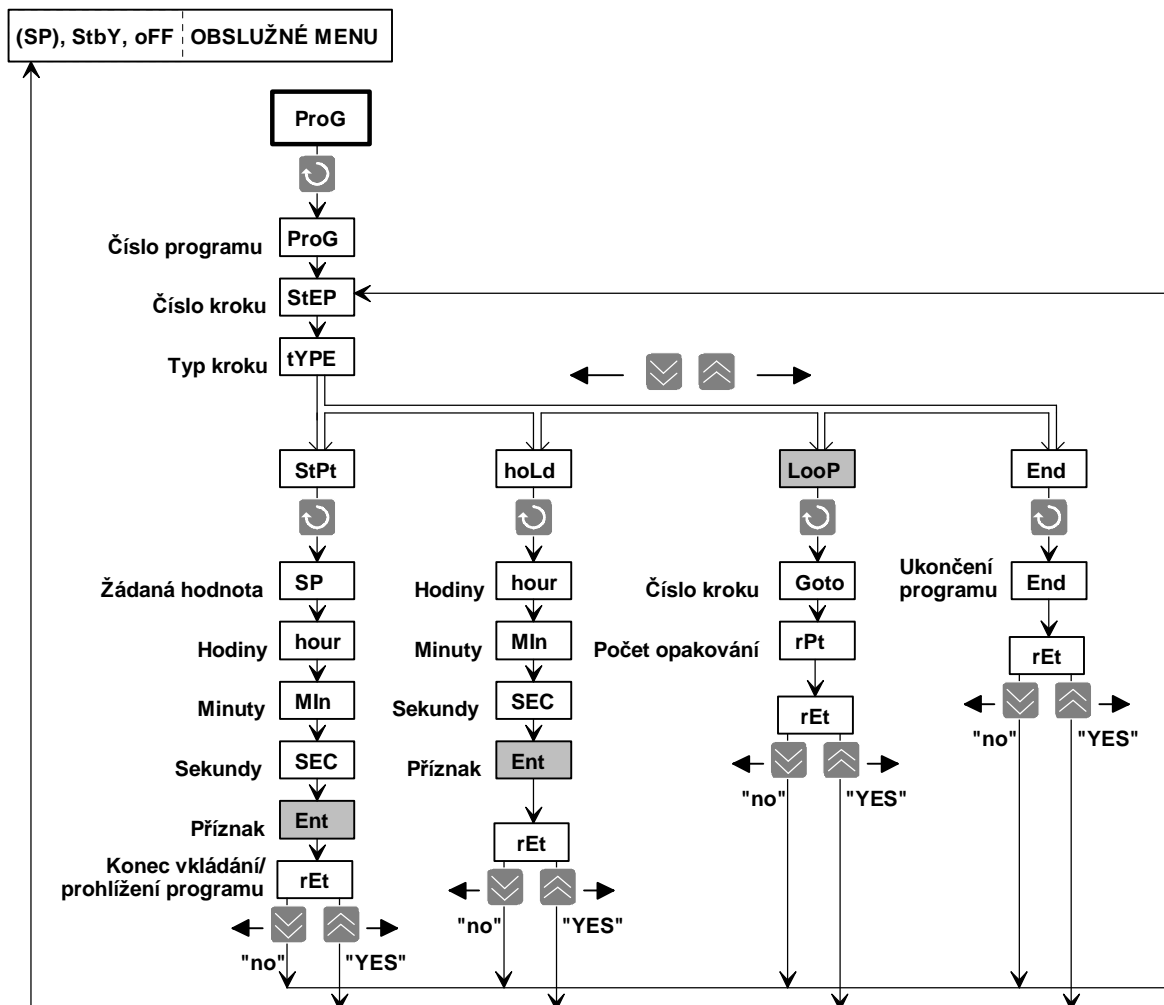 (SP), StbY, oFF OBSLUŽNÉ MENU
ProG
Číslo programu ProG
Číslo kroku StEP
Typ kroku tYPE
StPt hoLd LooP End
Žádaná hodnota SP
Hodiny hour
Minuty MIn
Sekundy SEC
Příznak Ent
Konec vkládání/
prohlížení programu rEt
"no" "YES"
Hodiny hour
Minuty MIn
Sekundy SEC
Příznak Ent
rEt
"no" "YES"
Číslo kroku Goto
Počet opakování rPt
rEt
"no" "YES"
Ukončení
programu End
rEt
"no" "YES"